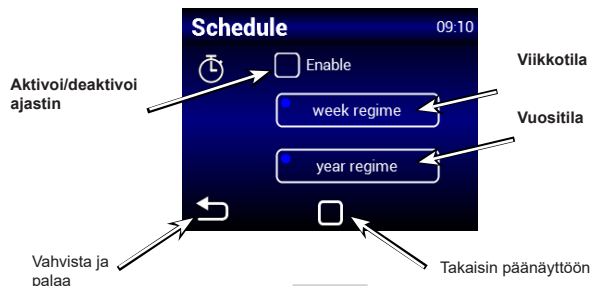 Schedule 09:10
Aktivoi/deaktivoi
ajastin
Enable
Viikkotila
week regime
Vuositila
year regime
Vahvista ja
palaa
Takaisin päänäyttöön